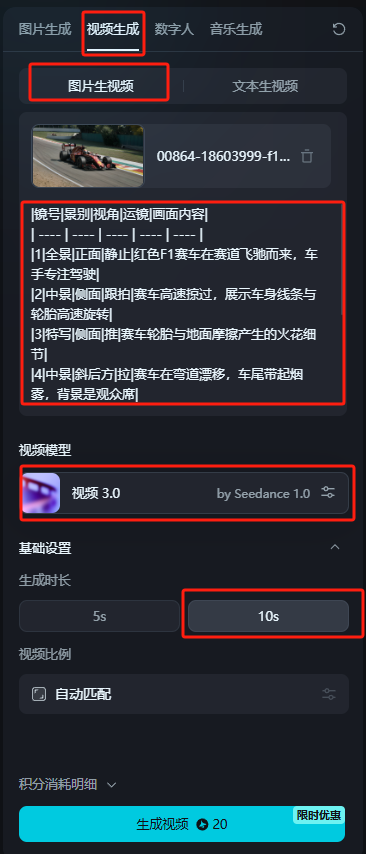 图片生成 视频生成 数字人 音乐生成
图片生视频 文本生视频
00864-18603999-f1...
|镜号|景别|视角|运镜|画面内容|
| ---- | ---- | ---- | ---- | ---- |
|1|全景|正面|静止|红色F1赛车在赛道飞驰而来，车
手专注驾驶|
|2|中景|侧面|跟拍|赛车高速掠过，展示车身线条与
轮胎高速旋转|
|3|特写|侧面|推|赛车轮胎与地面摩擦产生的火花细
节|
|4|中景|斜后方|拉|赛车在弯道漂移，车尾带起烟
雾，背景是观众席|
视频模型
视频 3.0 by Seedance 1.0
基础设置
生成时长
5s 10s
视频比例
自动匹配
积分消耗明细
限时优惠
生成视频 20